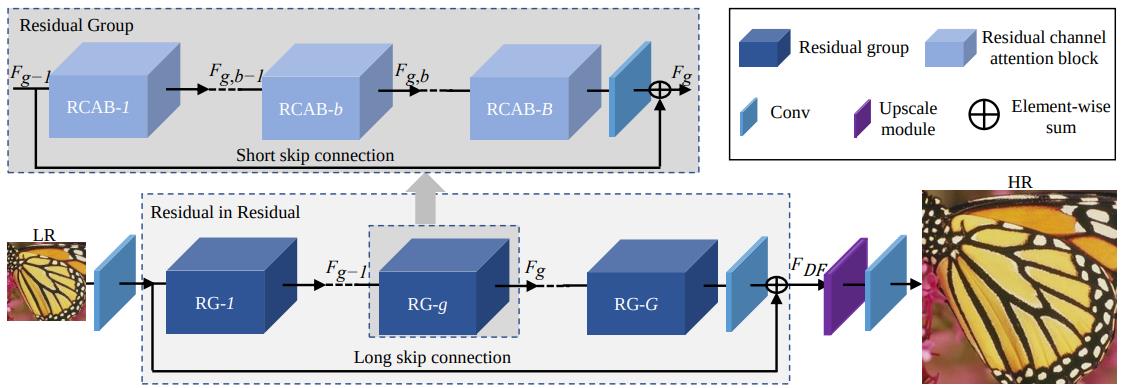 Residual Group
F_{g-1}
RCAB-1
F_{g,b-1}
RCAB-b
F_{g,b}
RCAB-B
F_g
Short skip connection
Residual group
Residual channel
attention block
Conv
Upscale
module
Element-wise
sum
Residual in Residual
LR
RG-1
F_{g-1}
RG-g
F_g
RG-G
F_{DF}
HR
Long skip connection